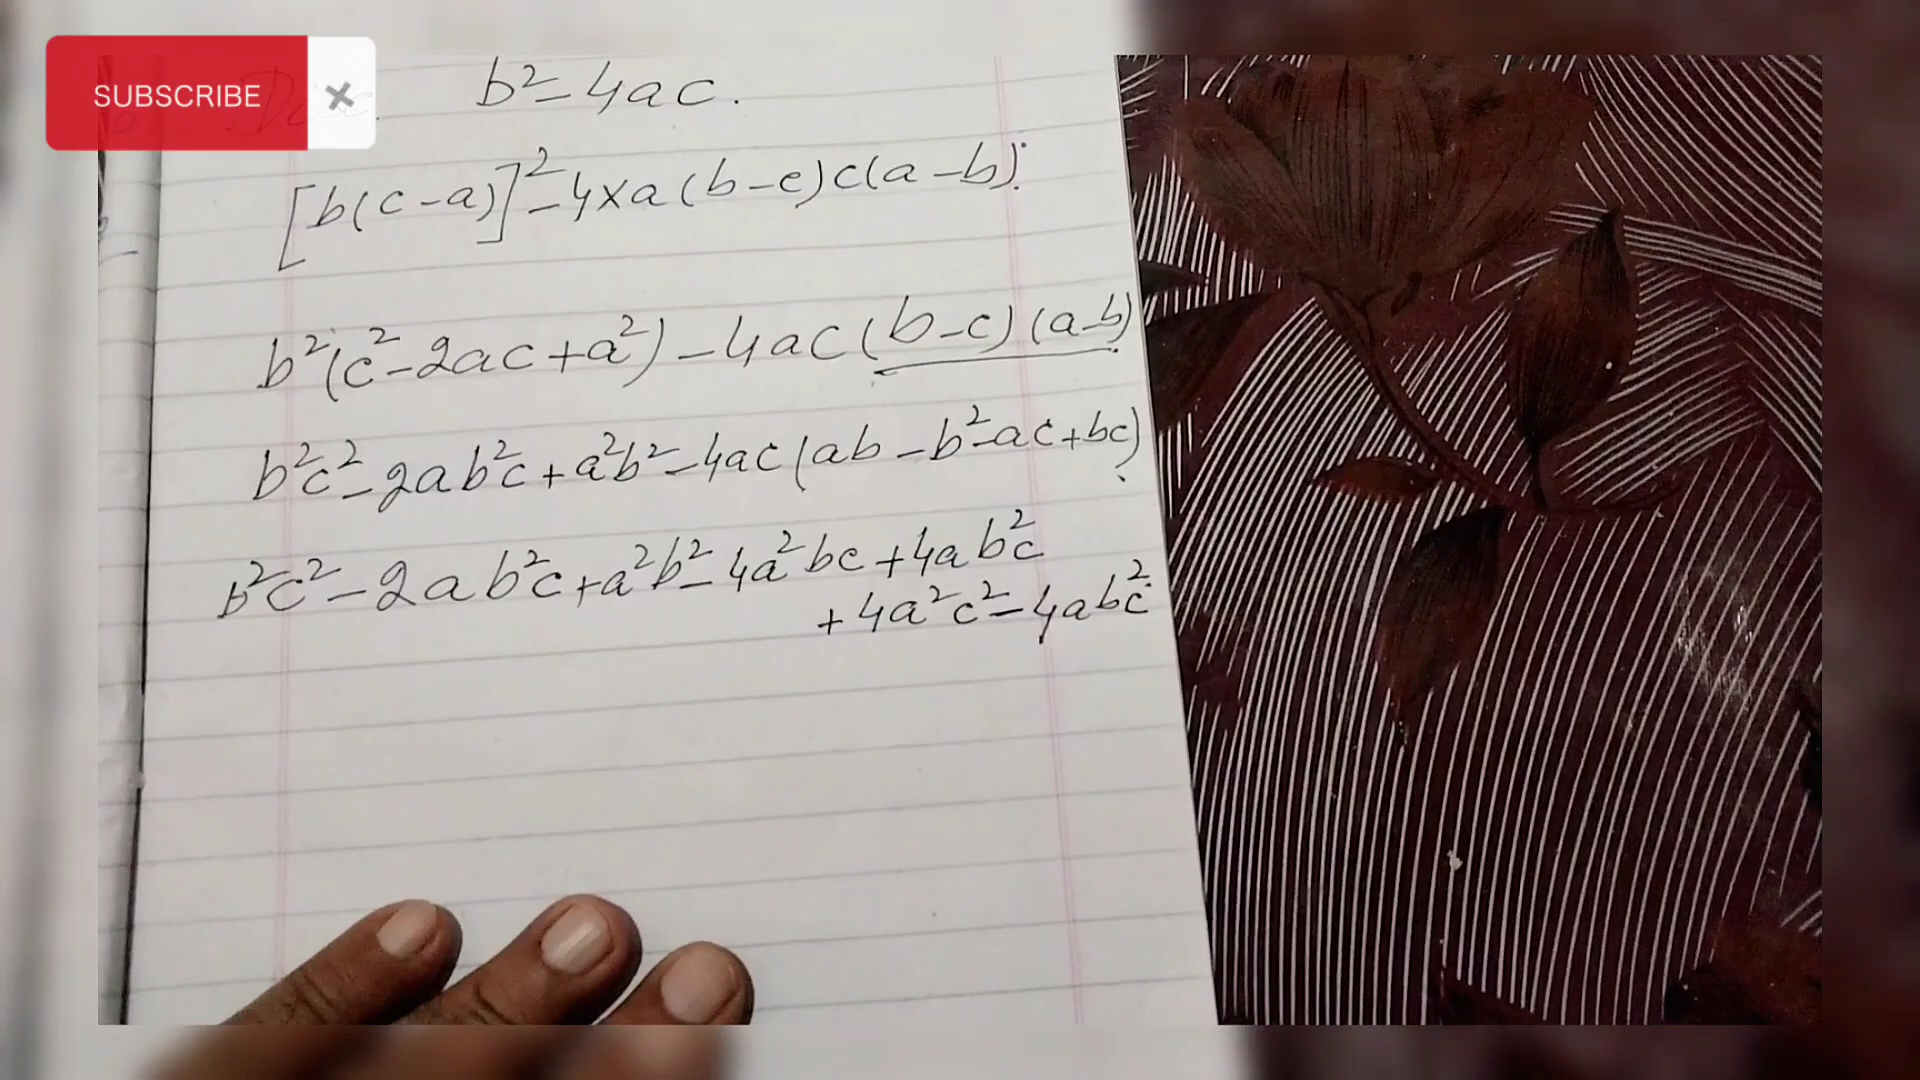 SUBSCRIBE
Disc. b²-4ac.
[b(c-a)]²-4×a(b-c)c(a-b)
b²(c²-2ac+a²)-4ac(b-c)(a-b)
b²c²-2ab²c+a²b²-4ac(ab-b²-ac+bc)
b²c²-2ab²c+a²b²-4a²bc+4ab²c
+4a²c²-4abc²